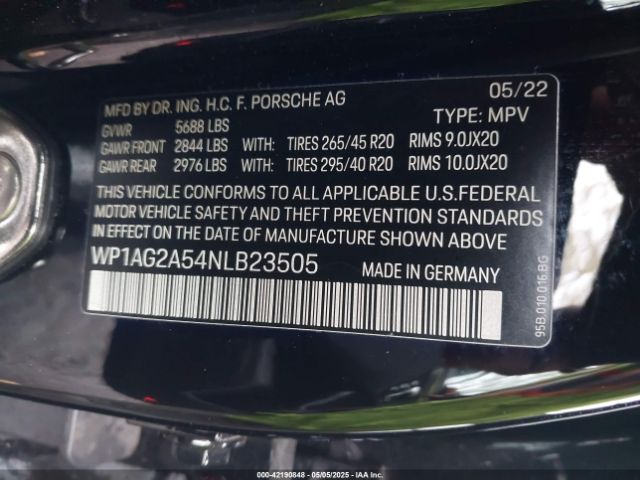 05/22
MFD BY DR. ING. H.C. F. PORSCHE AG
GVWR 5688 LBS TYPE: MPV
GAWR FRONT 2844 LBS WITH: TIRES 265/45 R20 RIMS 9.0JX20
GAWR REAR 2976 LBS WITH: TIRES 295/40 R20 RIMS 10.0JX20
THIS VEHICLE CONFORMS TO ALL APPLICABLE U.S.FEDERAL
MOTOR VEHICLE SAFETY AND THEFT PREVENTION STANDARDS
IN EFFECT ON THE DATE OF MANUFACTURE SHOWN ABOVE
WP1AG2A54NLB23505 MADE IN GERMANY
95B.010.016.BG
000-42190848 - 05/05/2025 - IAA Inc.